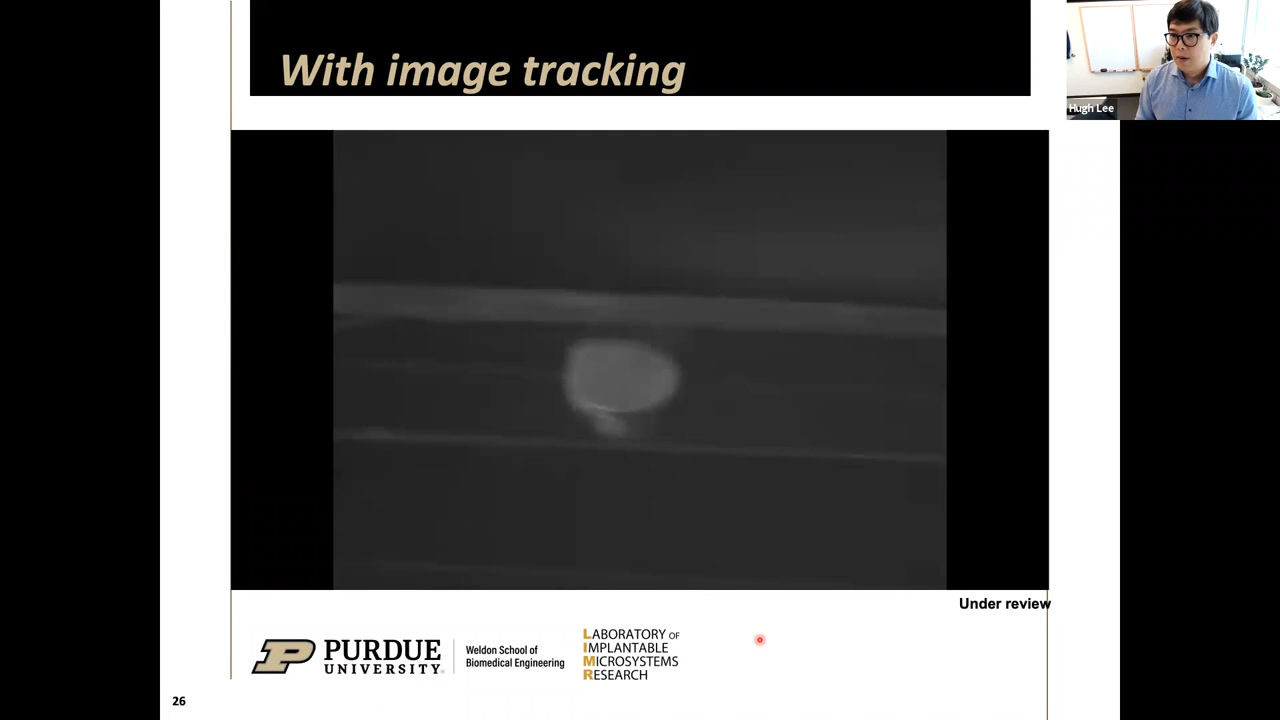 With image tracking
Hugh Lee
Under review
PURDUE
UNIVERSITY
Weldon School of
Biomedical Engineering
LABORATORY OF
IMPLANTABLE
MICROSYSTEMS
RESEARCH
26